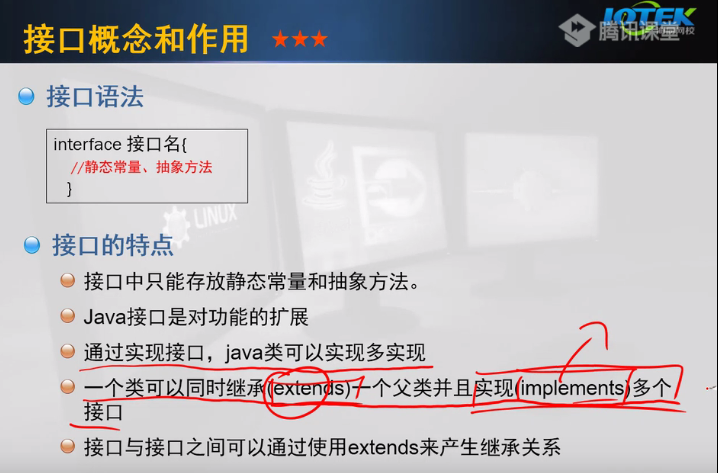 接口概念和作用 ★★★
IOTEK
腾讯课堂
接口语法
interface 接口名{
//静态常量、抽象方法
}
LINUX
接口的特点
接口中只能存放静态常量和抽象方法。
Java接口是对功能的扩展
通过实现接口，java类可以实现多实现
一个类可以同时继承(extends)一个父类并且实现(implements)多个
接口
接口与接口之间可以通过使用extends来产生继承关系